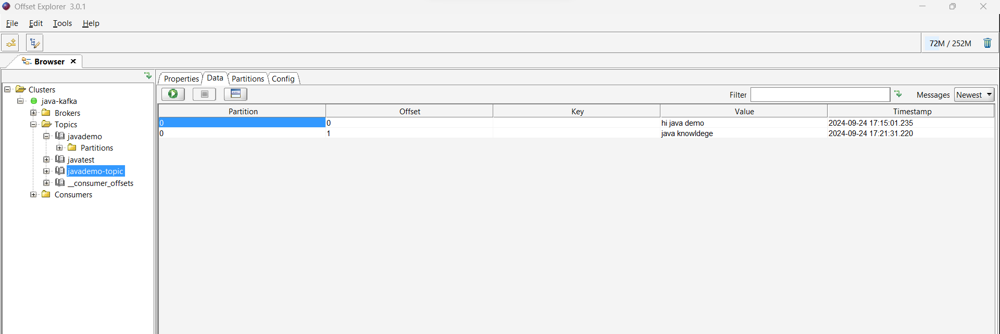 Offset Explorer 3.0.1
File Edit Tools Help
72M / 252M
Browser
Properties Data Partitions Config
Filter Messages Newest
Clusters
java-kafka
Brokers
Topics
javademo
Partitions
javatest
javademo-topic
__consumer_offsets
Consumers
Partition Offset Key Value Timestamp
0 0 hi java demo 2024-09-24 17:15:01.235
0 1 java knowldege 2024-09-24 17:21:31.220